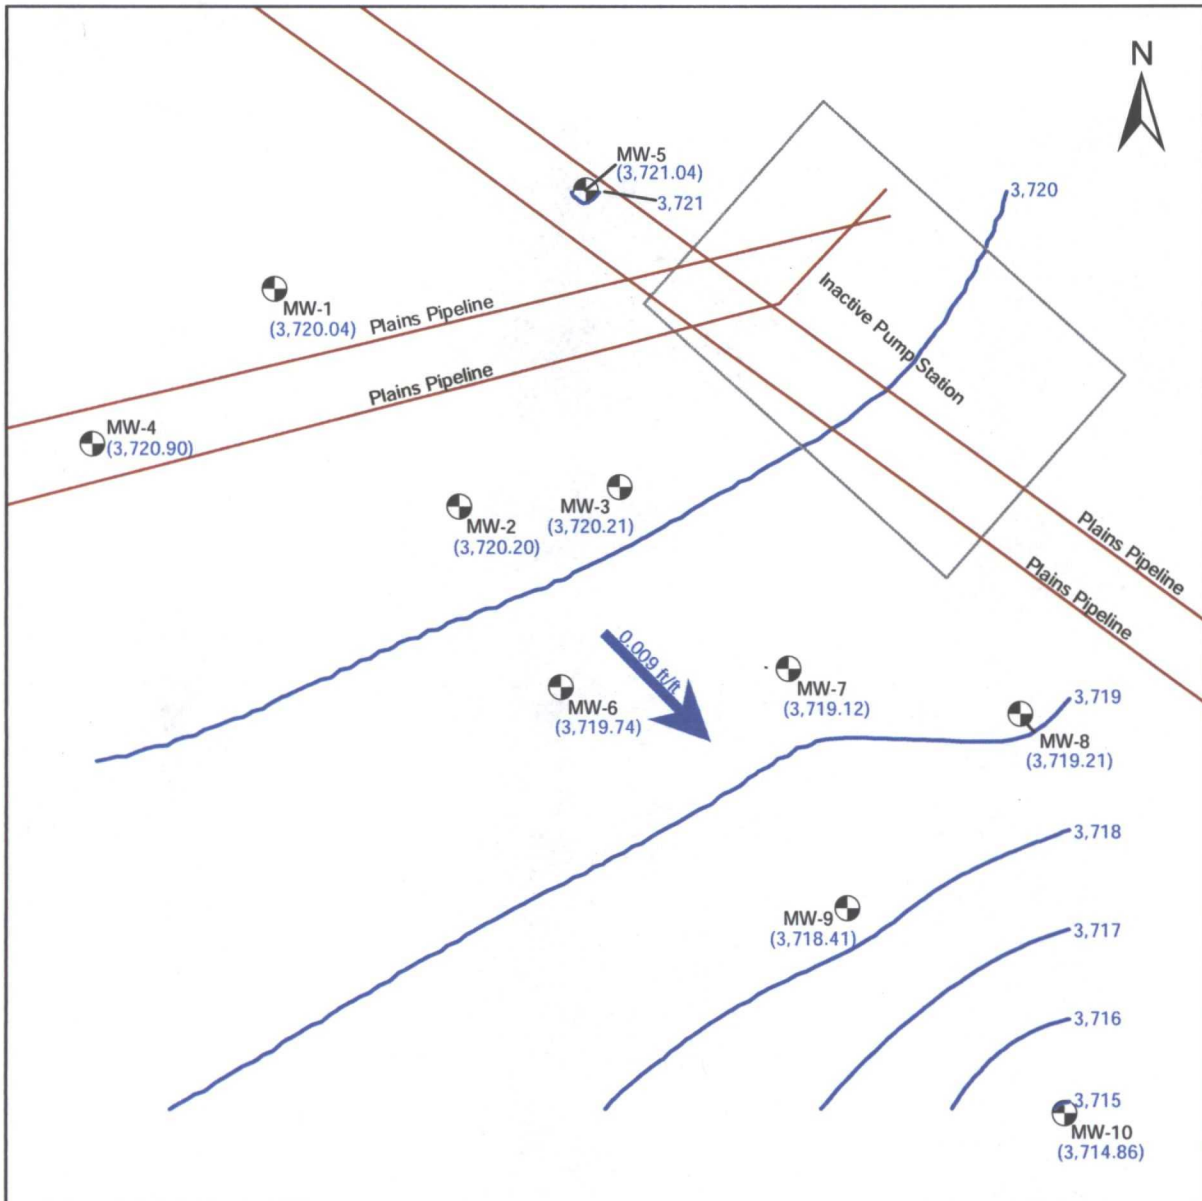 N
MW-5
(3,721.04)
3,721
3,720
MW-1
(3,720.04)
Plains Pipeline
Plains Pipeline
Inactive Pump Station
MW-4
(3,720.90)
MW-2
(3,720.20)
MW-3
(3,720.21)
Plains Pipeline
Plains Pipeline
0.009 ft/ft
MW-6
(3,719.74)
MW-7
(3,719.12)
3,719
MW-8
(3,719.21)
3,718
MW-9
(3,718.41)
3,717
3,716
3,715
MW-10
(3,714.86)